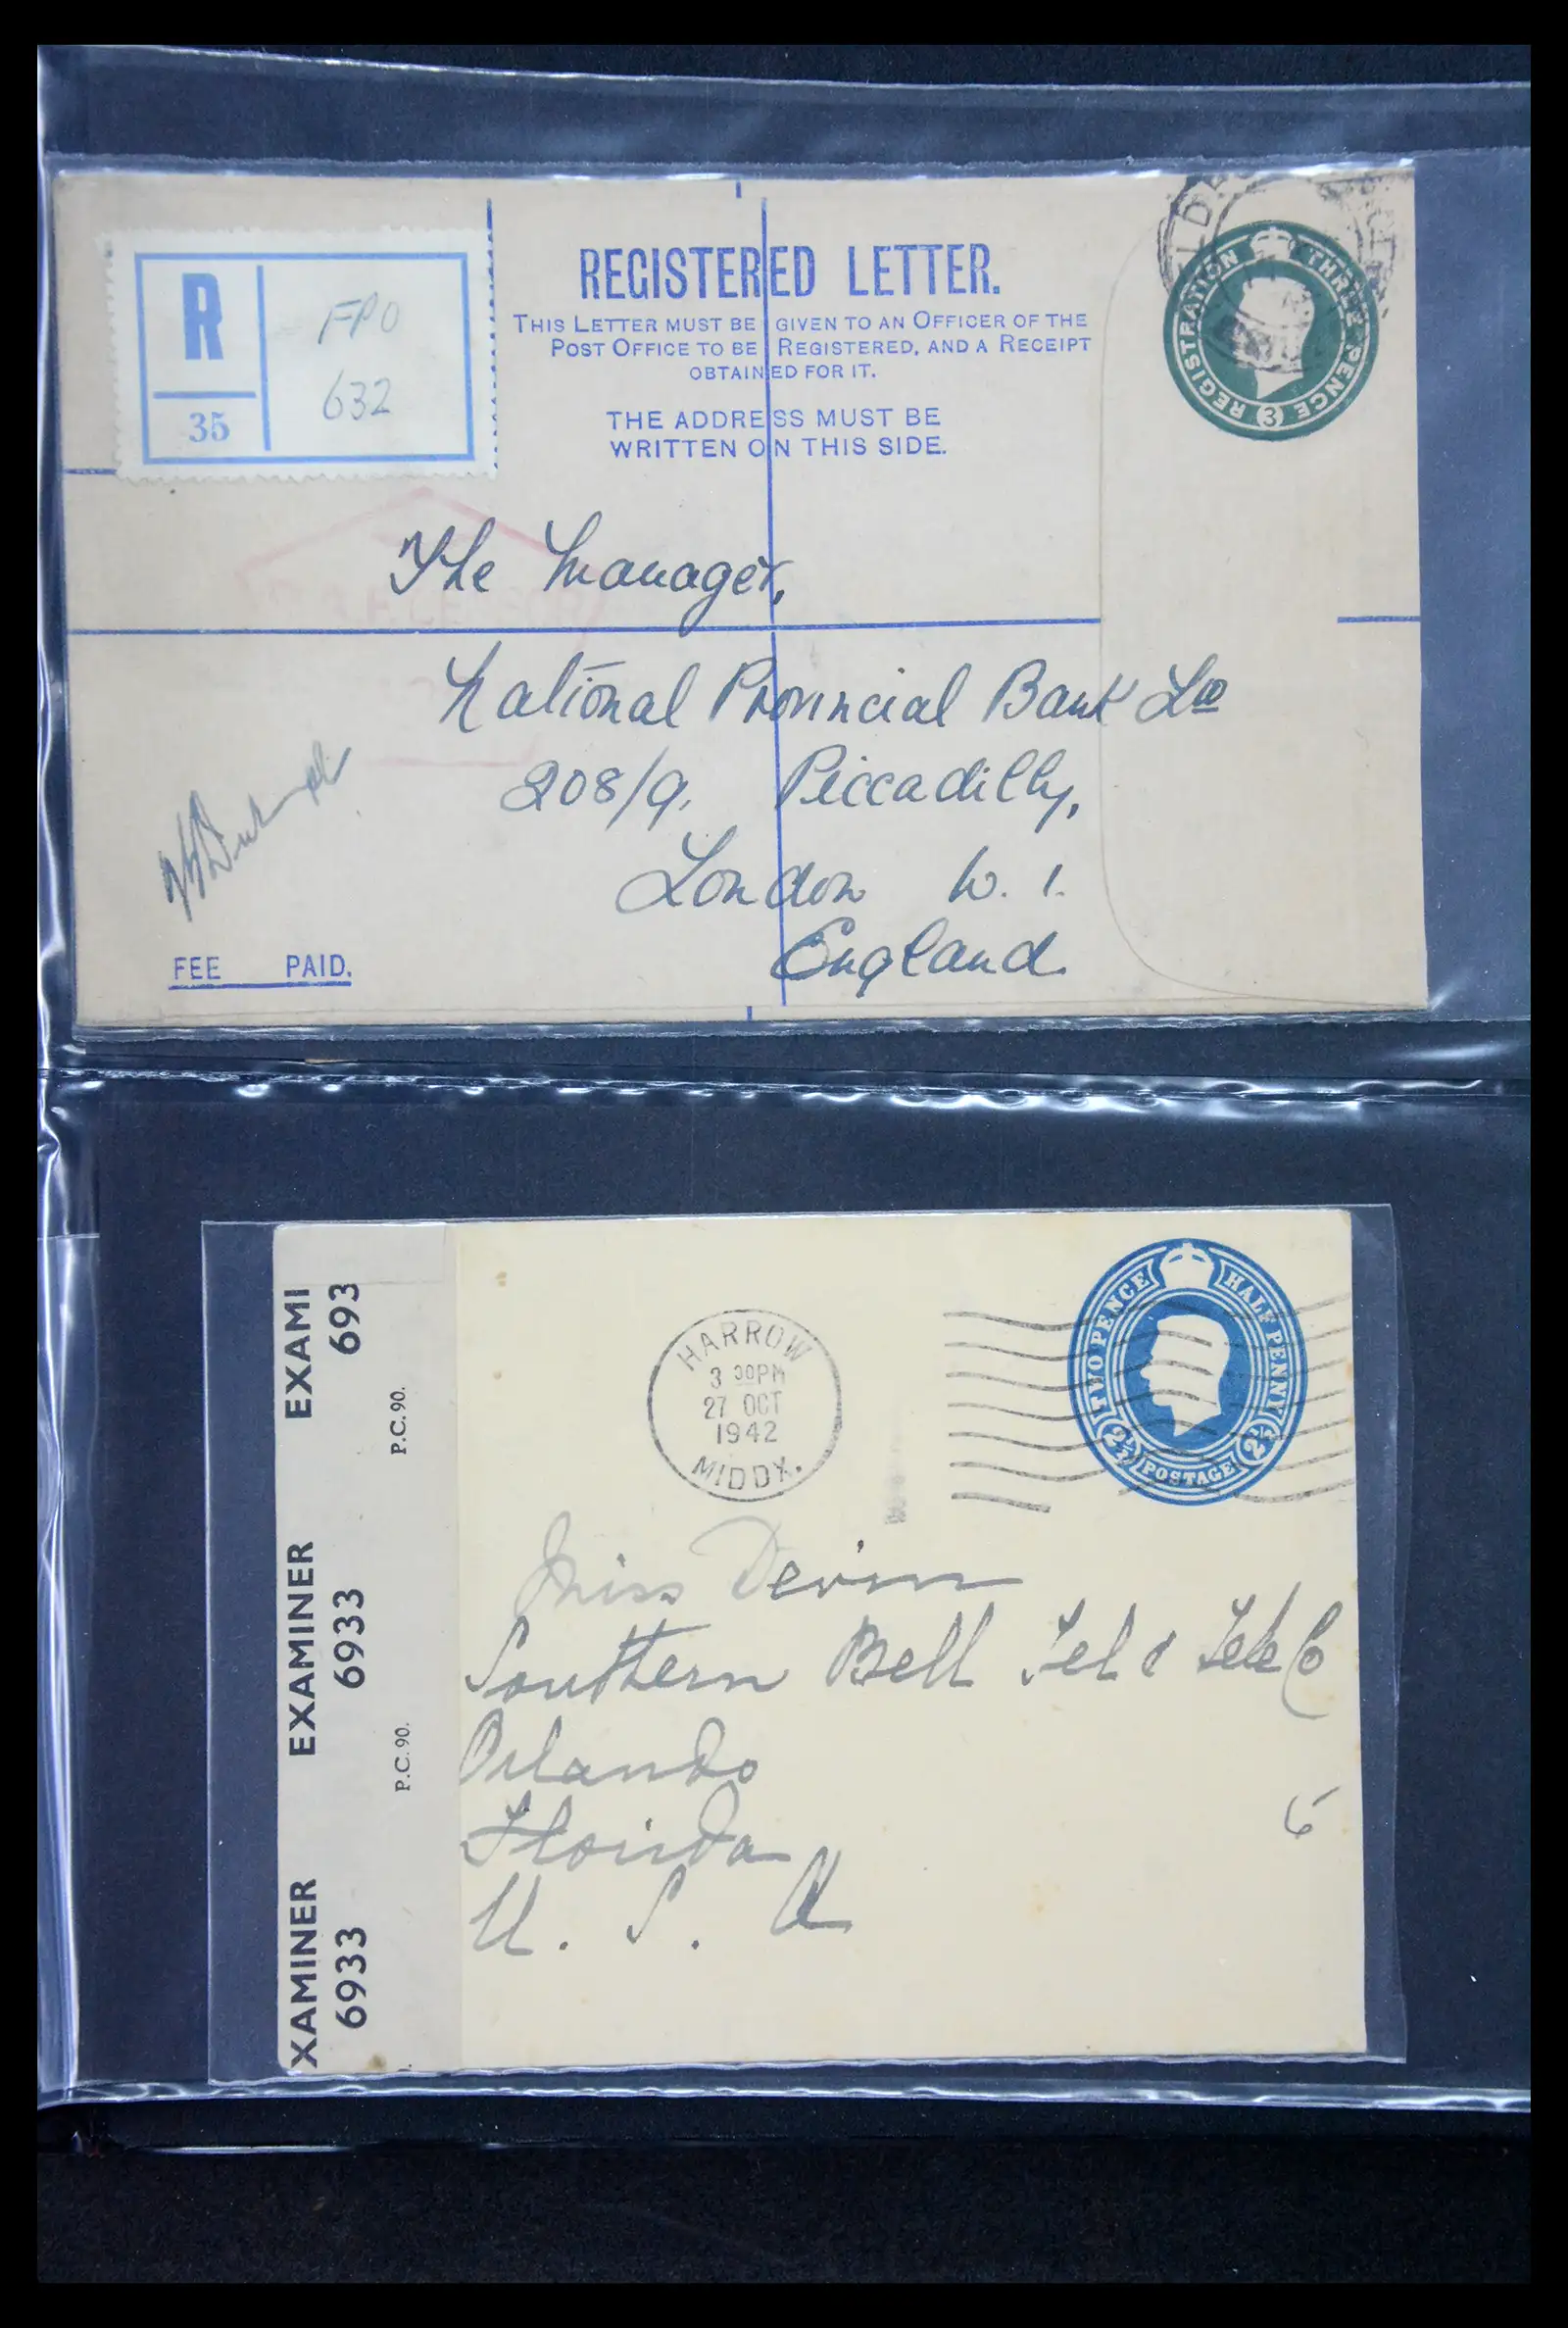 R
35
FPO
632
REGISTERED LETTER.
THIS LETTER MUST BE GIVEN TO AN OFFICER OF THE
POST OFFICE TO BE REGISTERED, AND A RECEIPT
OBTAINED FOR IT.
THE ADDRESS MUST BE
WRITTEN ON THIS SIDE.
REGISTRATION THREE PENCE 3
The Manager,
National Provincial Bank Ltd
208/9. Piccadilly,
London W. 1.
England.
FEE PAID.
EXAMI
693
P.C. 90.
EXAMINER
6933
P.C. 90.
XAMINER
6933
HARROW
3 30PM
27 OCT
1942
MIDDX.
TWO PENCE HALF PENNY
2½ POSTAGE 2½
Miss Devin
Southern Bell Tel & Tele Co
Orlando
Florida
U. S. A